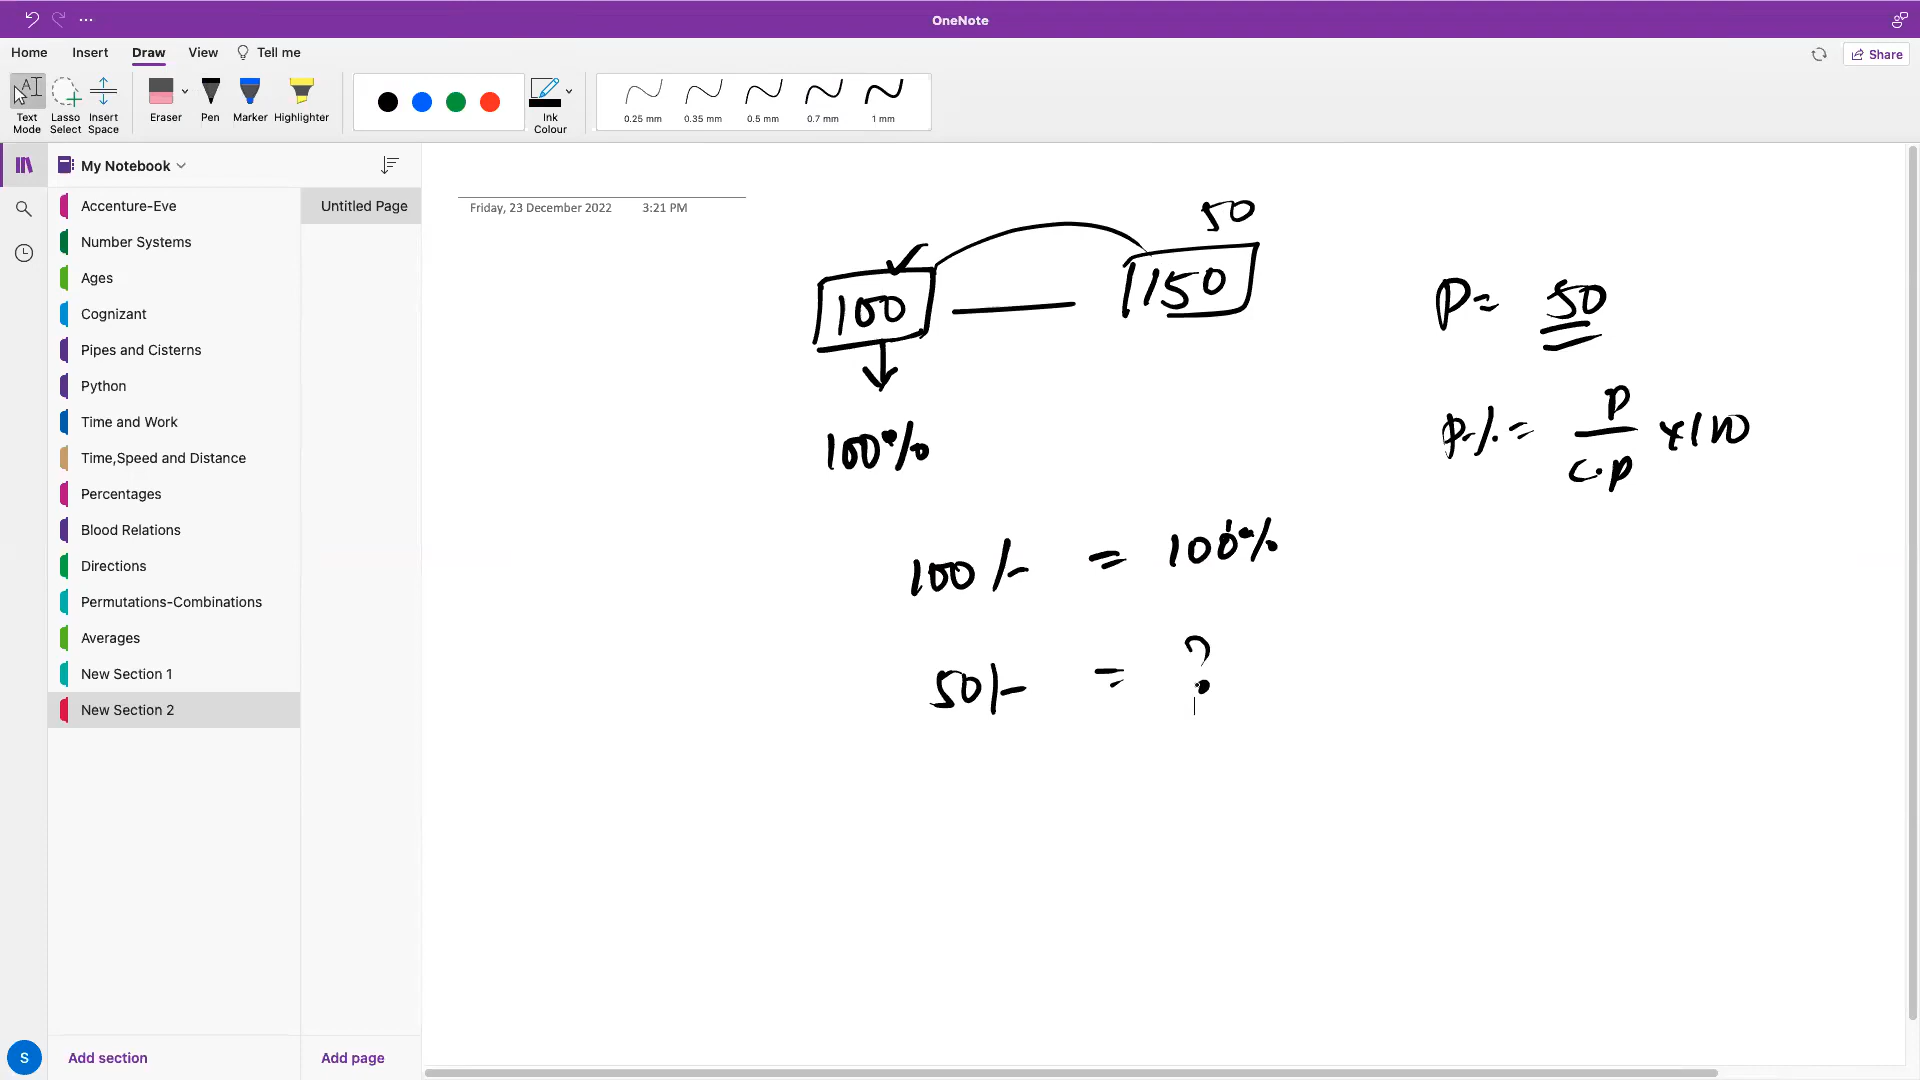 OneNote
Home Insert Draw View Tell me
Share
Text Mode
Lasso Select
Insert Space
Eraser
Pen
Marker
Highlighter
Ink Colour
0.25 mm
0.35 mm
0.5 mm
0.7 mm
1 mm
My Notebook
Accenture-Eve
Number Systems
Ages
Cognizant
Pipes and Cisterns
Python
Time and Work
Time,Speed and Distance
Percentages
Blood Relations
Directions
Permutations-Combinations
Averages
New Section 1
New Section 2
Add section
Untitled Page
Add page
S
Friday, 23 December 2022 3:21 PM
50
100 — 150
100%
100/- = 100%
50/- = ?
P = 50
P% = P/C.P ×100